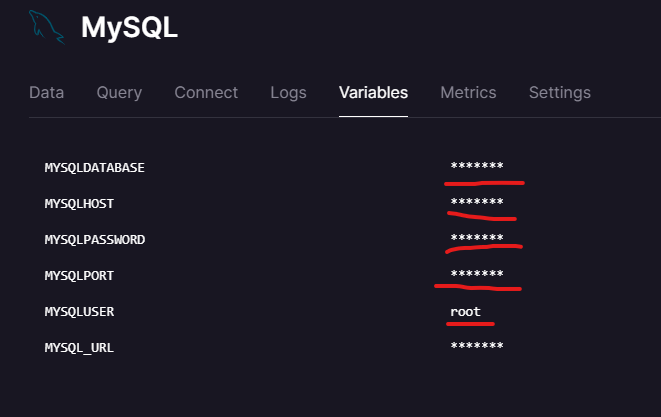 MySQL
Data Query Connect Logs Variables Metrics Settings
MYSQLDATABASE *******
MYSQLHOST *******
MYSQLPASSWORD *******
MYSQLPORT *******
MYSQLUSER root
MYSQL_URL *******